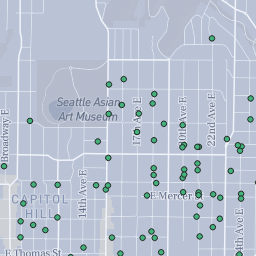 Seattle Asian
Art Museum
Broadway E
17th Ave E
20th Ave E
22nd Ave E
14th Ave E
E Mercer St
CAPITOL
HILL
24th Ave E
E Thomas St